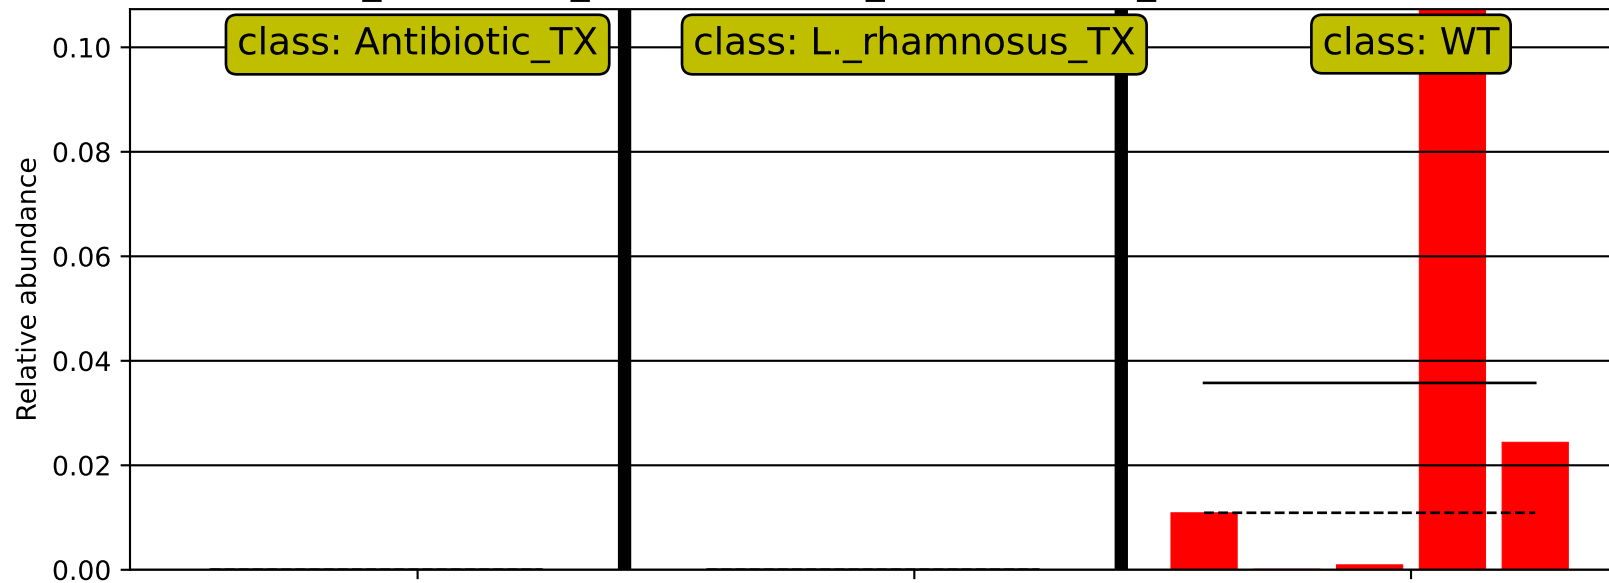 class: Antibiotic_TX
class: L._rhamnosus_TX
class: WT
Relative abundance
0.10
0.08
0.06
0.04
0.02
0.00